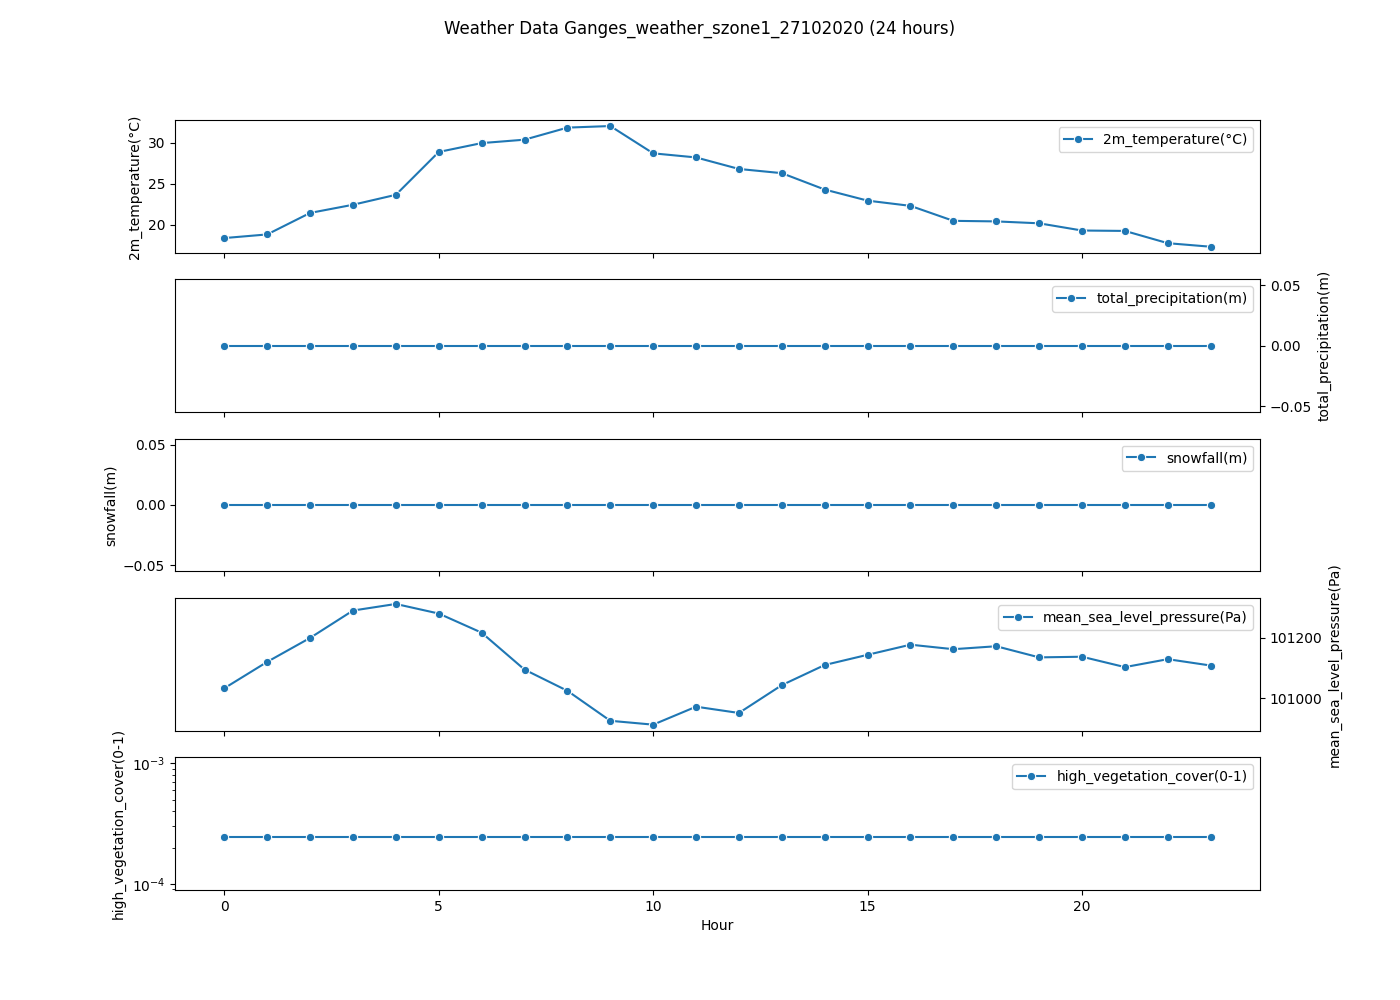 Weather Data Ganges_weather_szone1_27102020 (24 hours)
2m_temperature(°C)
30
25
20
2m_temperature(°C)
total_precipitation(m)
0.05
0.00
−0.05
total_precipitation(m)
snowfall(m)
0.05
0.00
−0.05
snowfall(m)
mean_sea_level_pressure(Pa)
101200
101000
mean_sea_level_pressure(Pa)
high_vegetation_cover(0-1)
10⁻³
10⁻⁴
high_vegetation_cover(0-1)
0 5 10 15 20
Hour